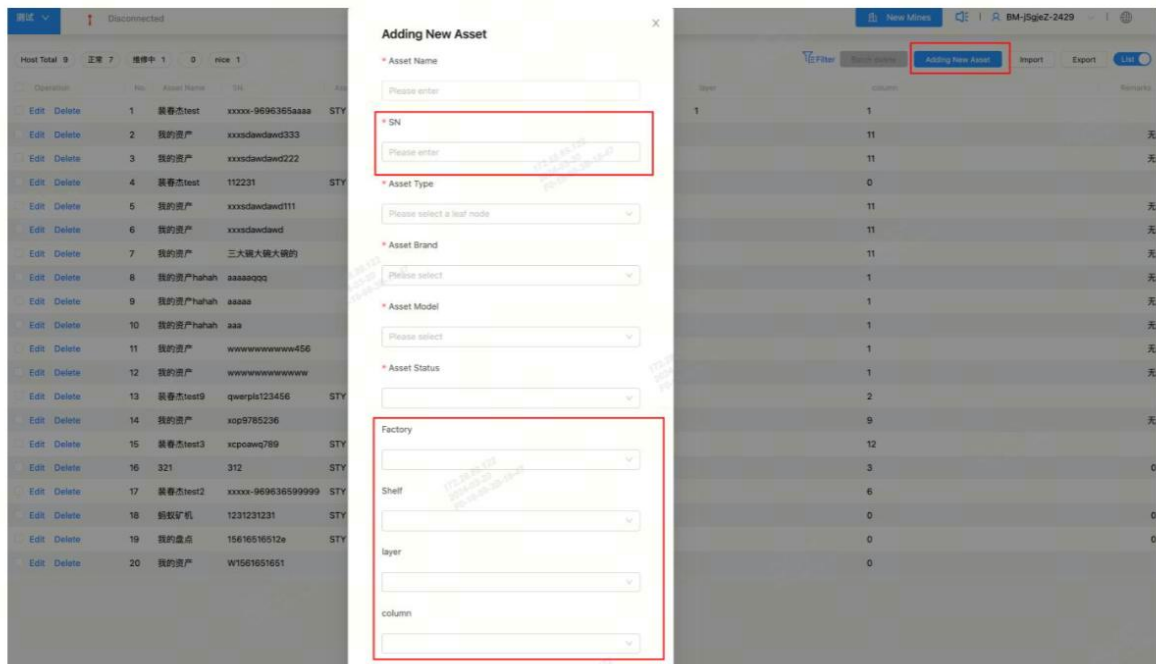 测试 Disconnected New Mines BM-jSgjeZ-2429
Host Total 9 正常 7 维修中 1 0 nice 1 Filter Adding New Asset Import Export List
Operation No. Asset Name SN layer column Remarks
Edit Delete 1 裴春杰test xxxxx-9696365aaaa STY 1 1
Edit Delete 2 我的资产 xxxsdawdawd333 11 无
Edit Delete 3 我的资产 xxxsdawdawd222 11 无
Edit Delete 4 裴春杰test 112231 STY 0
Edit Delete 5 我的资产 xxxsdawdawd111 11 无
Edit Delete 6 我的资产 xxxsdawdawd 11 无
Edit Delete 7 我的资产 三大碗大碗大碗的 11 无
Edit Delete 8 我的资产hahah aaaaaqqq 1 无
Edit Delete 9 我的资产hahah aaaaa 1 无
Edit Delete 10 我的资产hahah aaa 1 无
Edit Delete 11 我的资产 wwwwwwwwww456 1 无
Edit Delete 12 我的资产 wwwwwwwwwwww 1 无
Edit Delete 13 裴春杰test9 qwerpls123456 STY 2
Edit Delete 14 我的资产 xop9785236 9 无
Edit Delete 15 裴春杰test3 xcpoawq789 STY 12
Edit Delete 16 321 312 STY 3 0
Edit Delete 17 裴春杰test2 xxxxx-969636599999 STY 6
Edit Delete 18 蚂蚁矿机 1231231231 STY 0 0
Edit Delete 19 我的盘点 15616516512e STY 0 0
Edit Delete 20 我的资产 W1561651651 0
Adding New Asset
* Asset Name
Please enter
* SN
Please enter
* Asset Type
Please select a leaf node
* Asset Brand
Please select
* Asset Model
Please select
* Asset Status
Factory
Shelf
layer
column